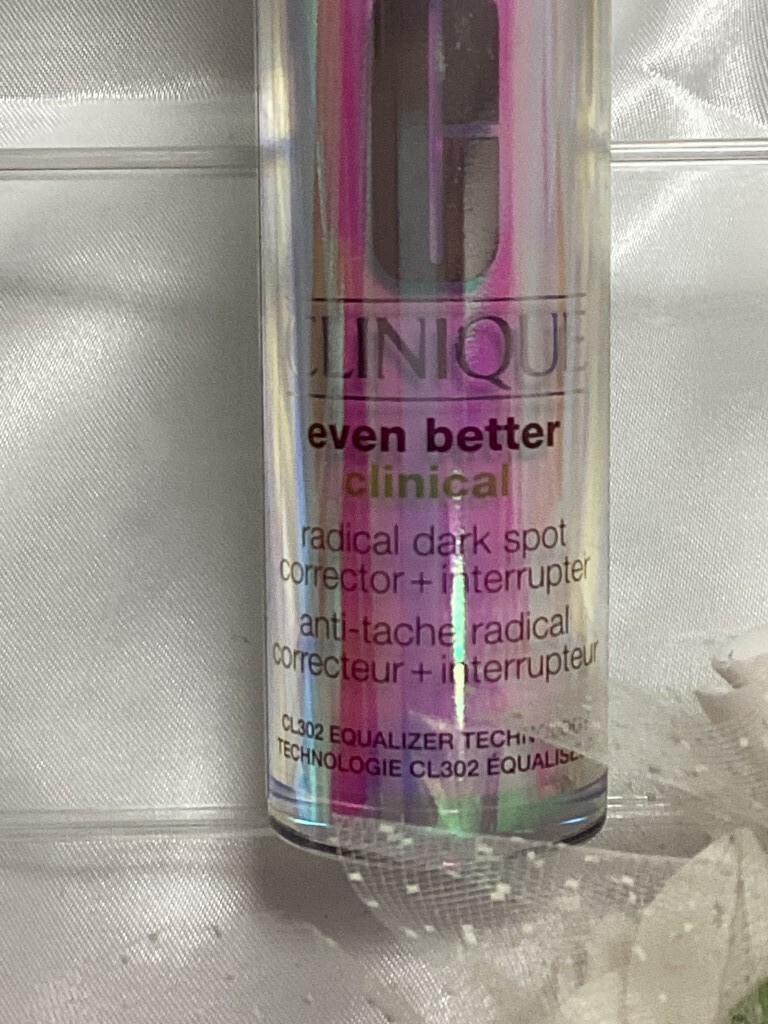 CLINIQUE
even better
clinical
radical dark spot
corrector + interrupter
anti-tache radical
correcteur + interrupteur
CL302 EQUALIZER
TECHNOLOGIE CL302